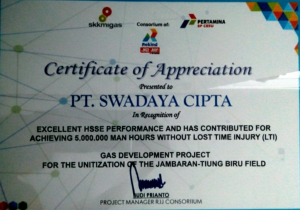 skkmigas
Consortium of:
PERTAMINA
EP CEPU
Rekind
Certificate of Appreciation
Presented to
PT. SWADAYA CIPTA
In Recognition of
EXCELLENT HSSE PERFORMANCE AND HAS CONTRIBUTED FOR
ACHIEVING 5.000.000 MAN HOURS WITHOUT LOST TIME INJURY (LTI)
GAS DEVELOPMENT PROJECT
FOR THE UNITIZATION OF THE JAMBARAN-TIUNG BIRU FIELD
BUDI PRIANTO
PROJECT MANAGER RJJ CONSORTIUM